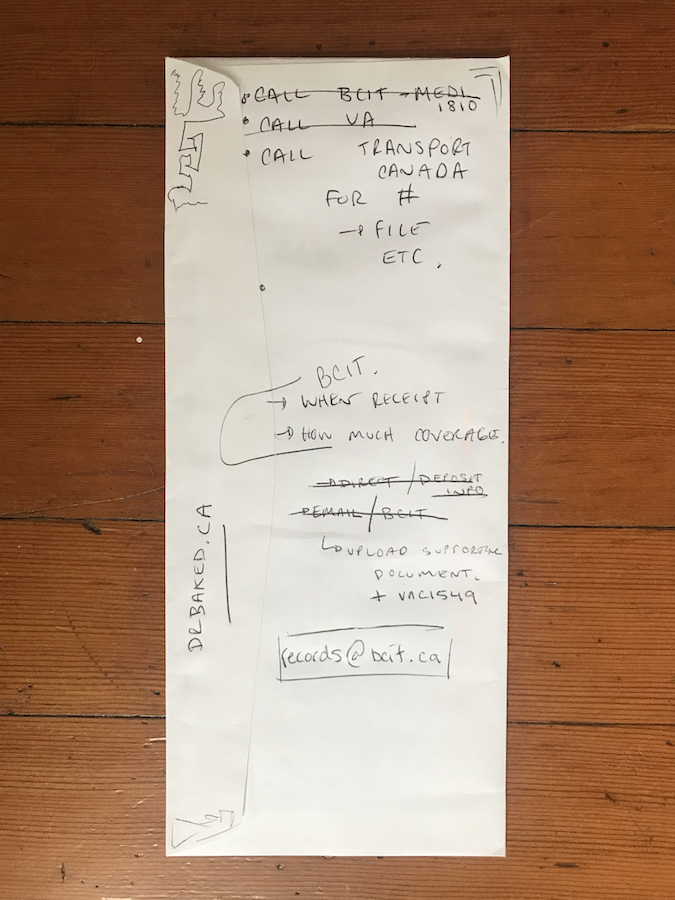 CALL BCIT - MEDI
1810
CALL VA
CALL TRANSPORT
CANADA
FOR #
→ FILE
ETC.
BCIT.
→ WHEN RECEIPT
→ HOW MUCH COVERAGE.
DIRECT / DEPOSIT
INFO
EMAIL / BCIT
↳ UPLOAD SUPPORTING
DOCUMENT.
+ VAC1549
records@bcit.ca
DRBAKED.CA